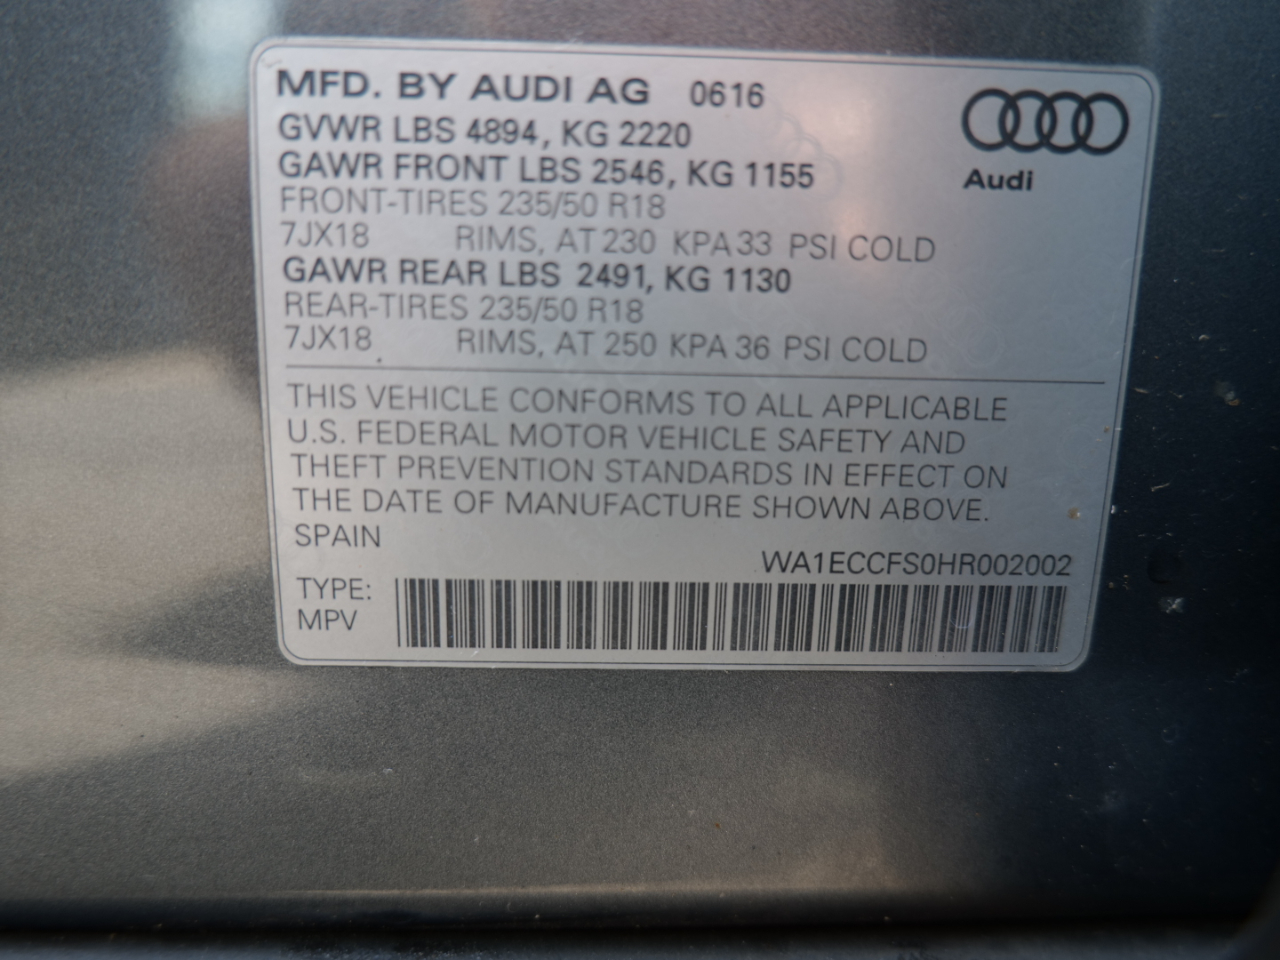 MFD. BY AUDI AG 0616
GVWR LBS 4894, KG 2220
GAWR FRONT LBS 2546, KG 1155
FRONT-TIRES 235/50 R18
7JX18 RIMS, AT 230 KPA 33 PSI COLD
GAWR REAR LBS 2491, KG 1130
REAR-TIRES 235/50 R18
7JX18 RIMS, AT 250 KPA 36 PSI COLD
Audi
THIS VEHICLE CONFORMS TO ALL APPLICABLE
U.S. FEDERAL MOTOR VEHICLE SAFETY AND
THEFT PREVENTION STANDARDS IN EFFECT ON
THE DATE OF MANUFACTURE SHOWN ABOVE.
SPAIN
WA1ECCFS0HR002002
TYPE:
MPV